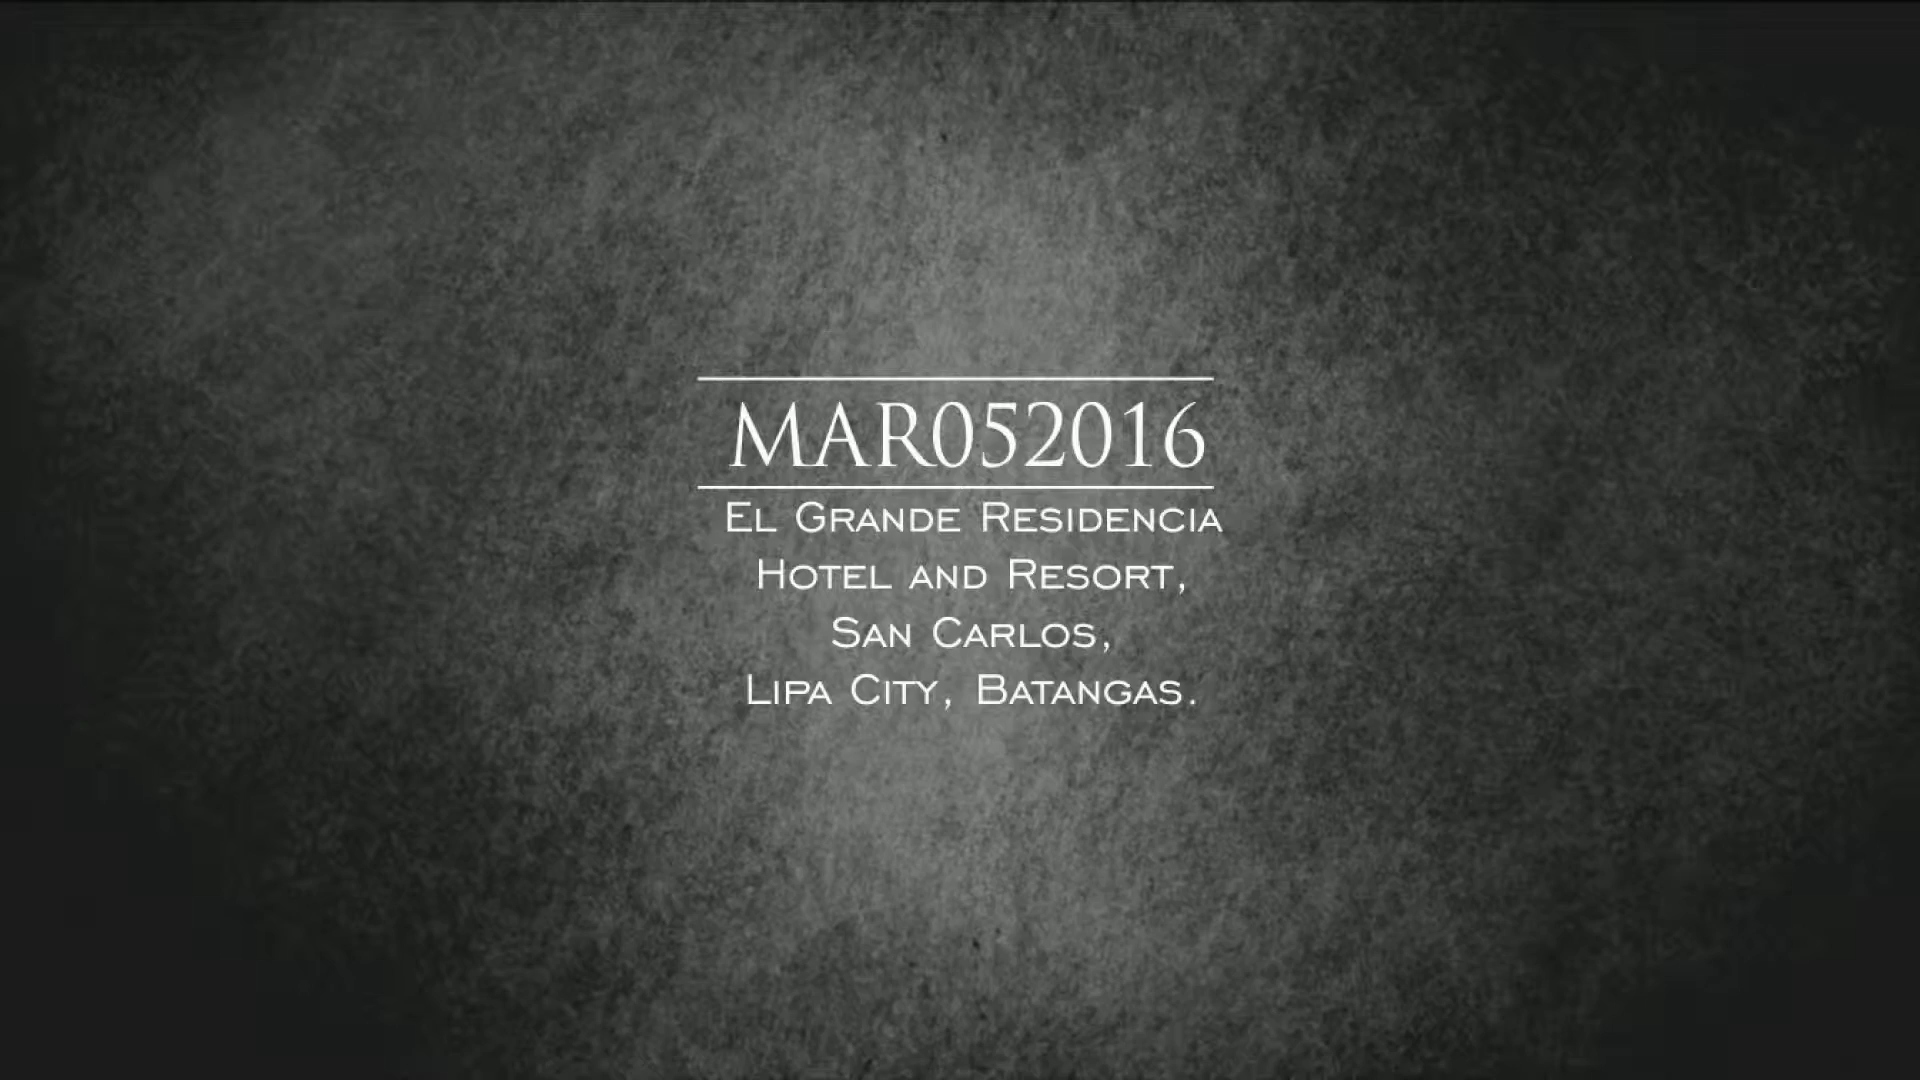 MAR052016
El Grande Residencia
Hotel and Resort,
San Carlos,
Lipa City, Batangas.